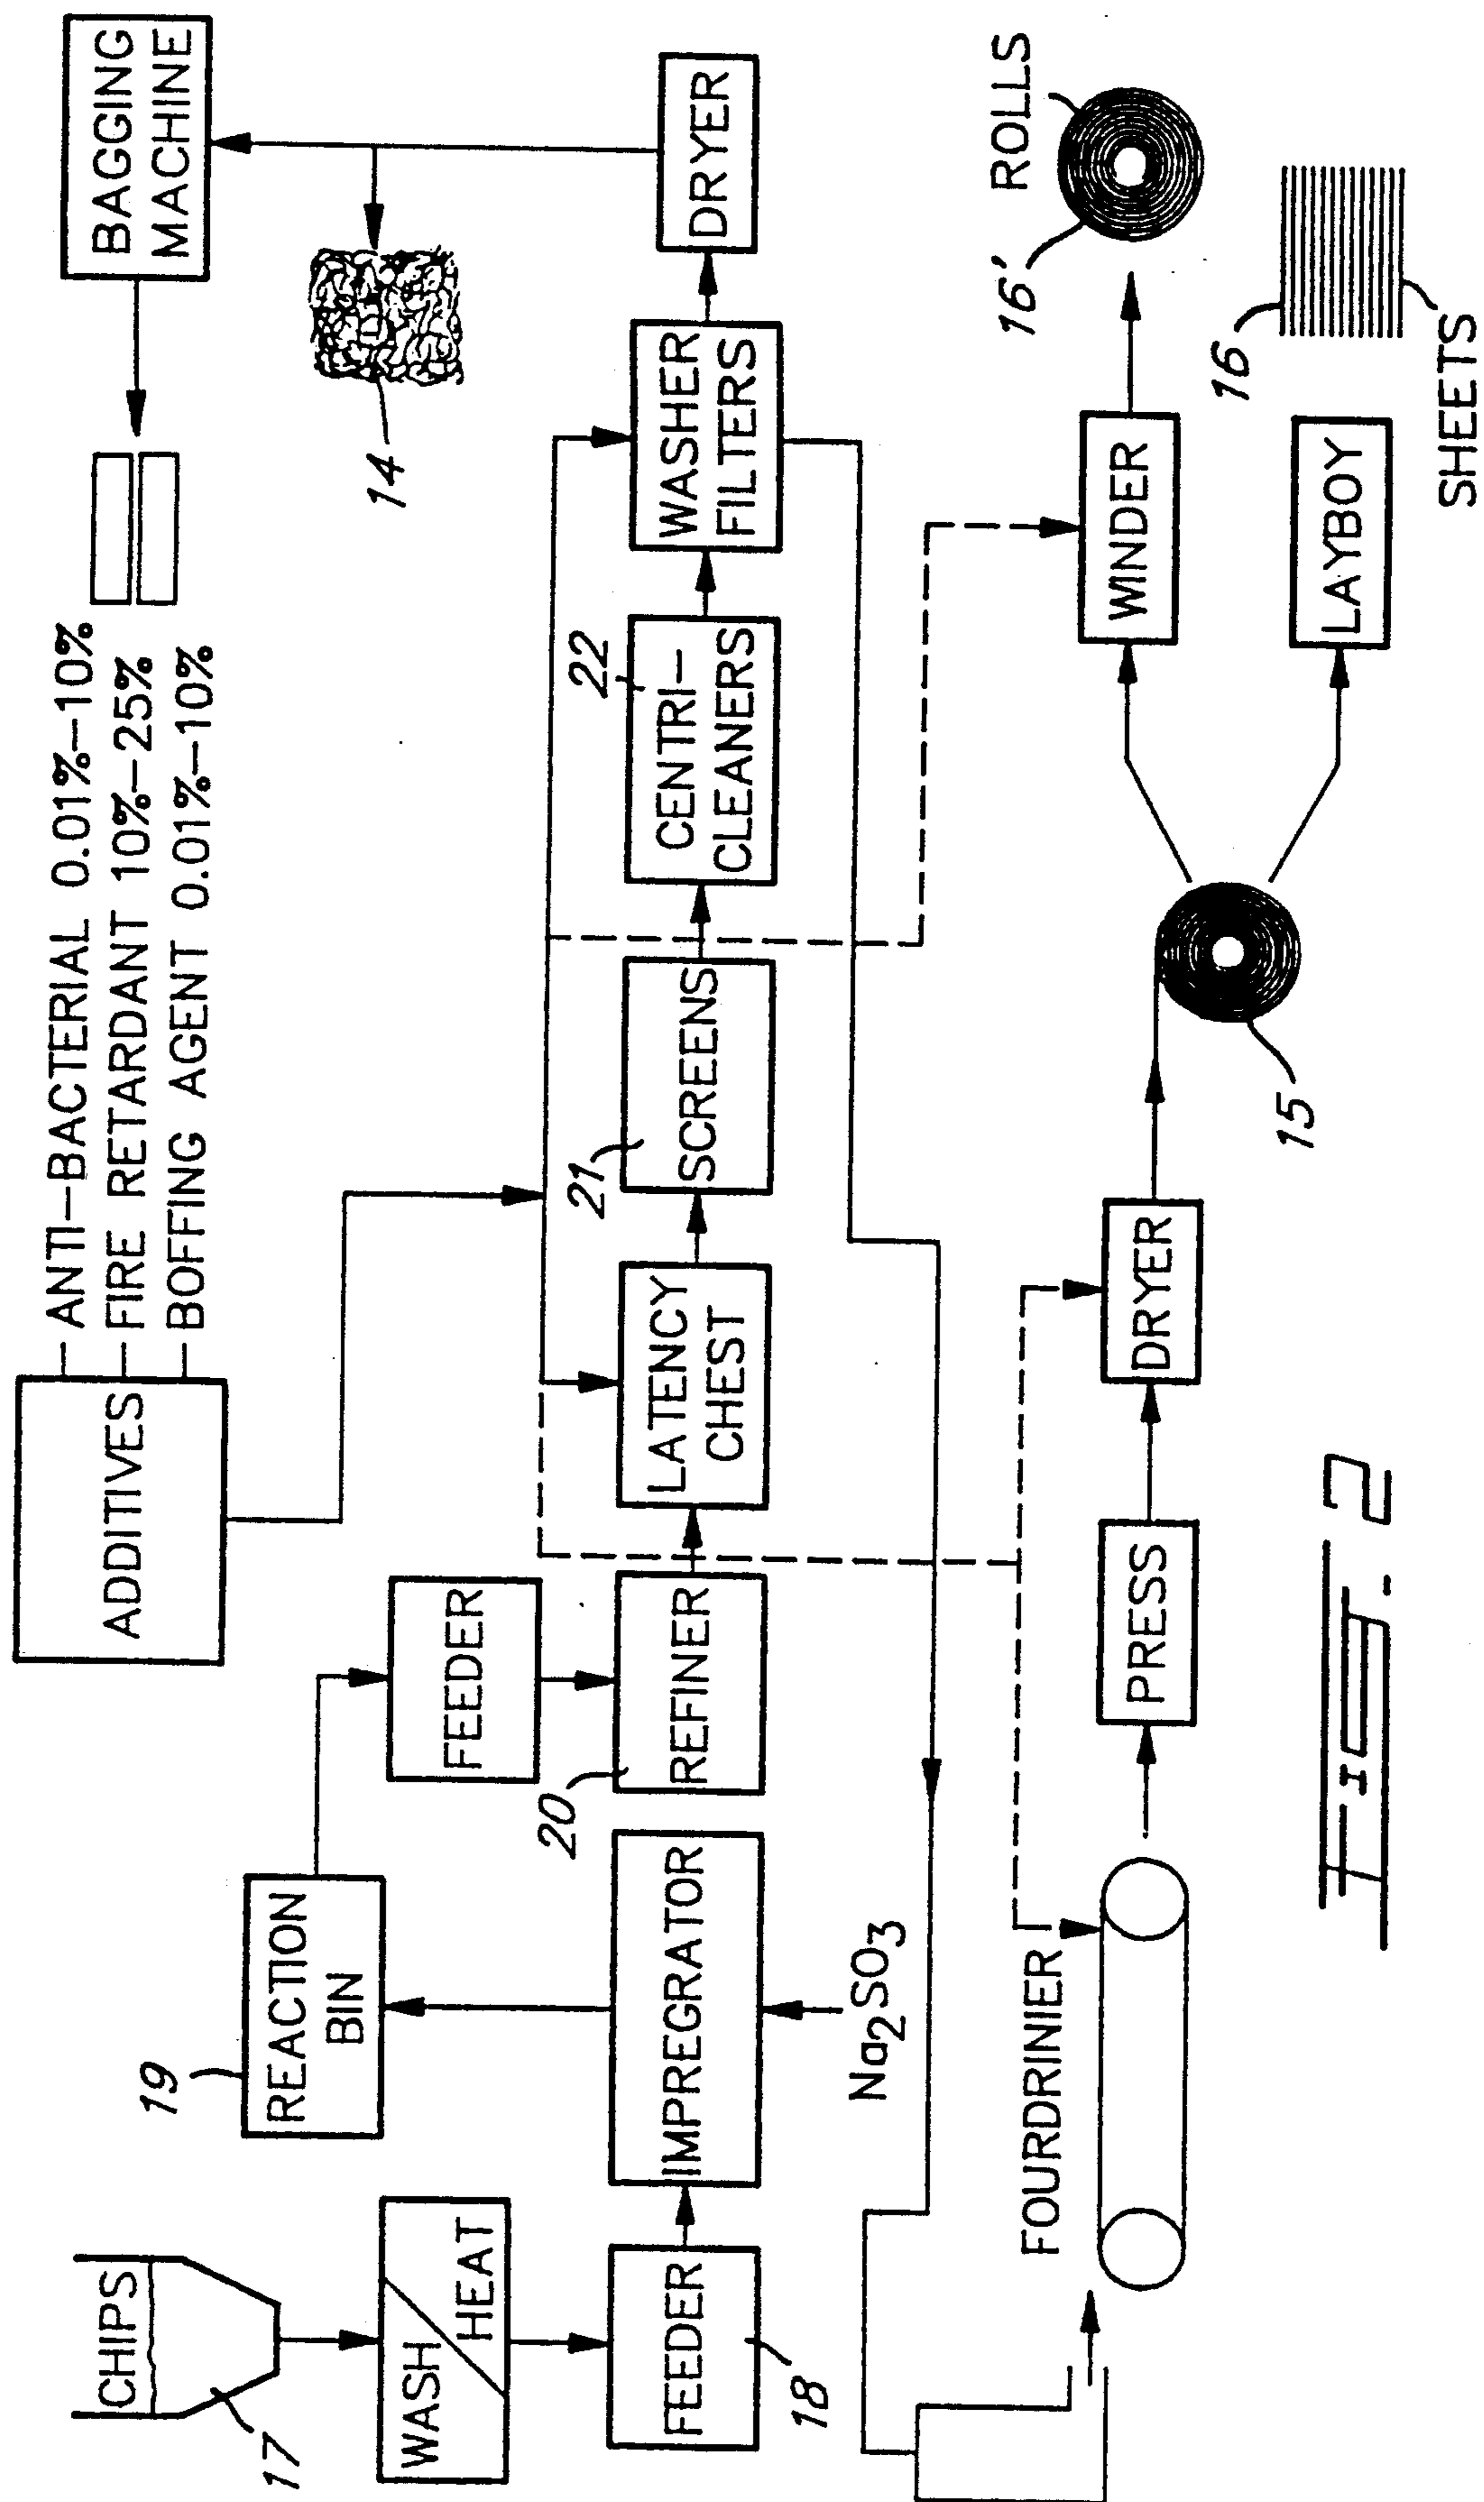 CHIPS
17
WASH
HEAT
FEEDER
18
IMPREGRATOR
Na2SO3
19
REACTION
BIN
FEEDER
20
REFINER
ADDITIVES
ANTI-BACTERIAL 0.01%-10%
FIRE RETARDANT 10%-25%
BOFFING AGENT 0.01%-10%
LATENCY
CHEST
21
SCREENS
22
CENTRI-
CLEANERS
WASHER
FILTERS
DRYER
14
BAGGING
MACHINE
FOURDRINIER
PRESS
DRYER
15
WINDER
LAYBOY
16'
ROLLS
16
SHEETS
Fig. 2